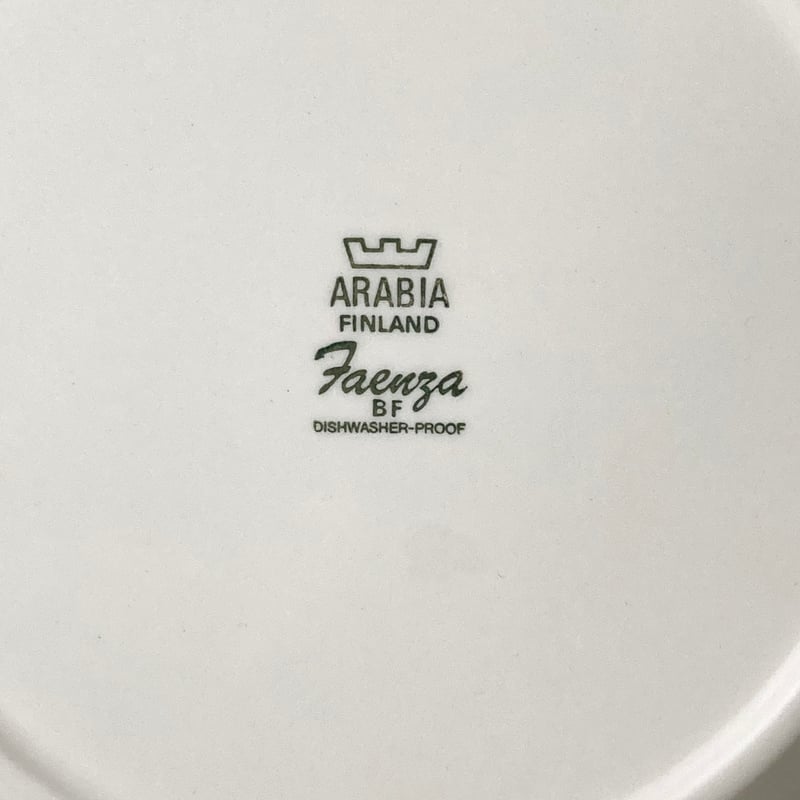 ARABIA
FINLAND
Faenza
BF
DISHWASHER-PROOF